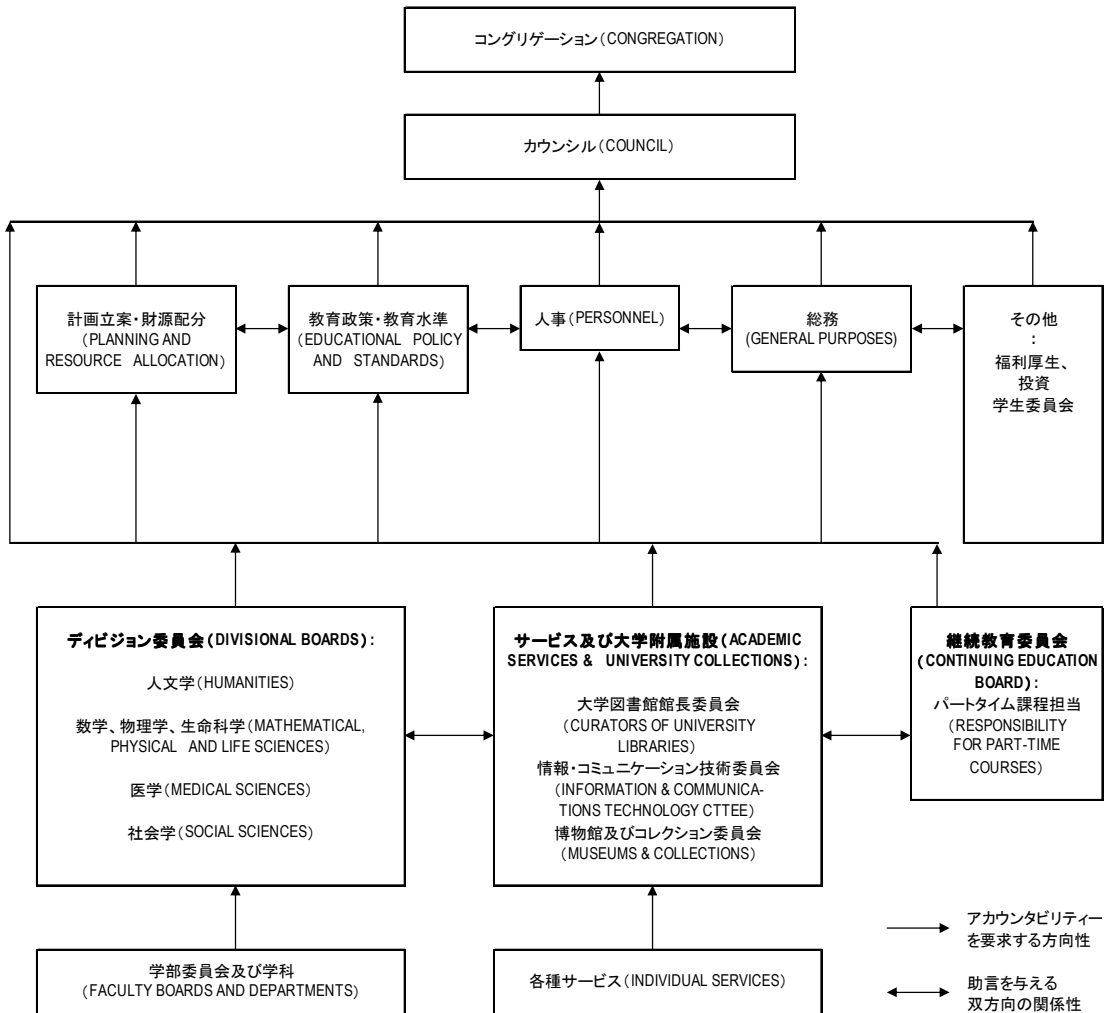 コングリゲーション(CONGREGATION)
カウンシル(COUNCIL)
計画立案・財源配分
(PLANNING AND
RESOURCE ALLOCATION)
教育政策・教育水準
(EDUCATIONAL POLICY
AND STANDARDS)
人事(PERSONNEL)
総務
(GENERAL PURPOSES)
その他
:
福利厚生、
投資
学生委員会
ディビジョン委員会(DIVISIONAL BOARDS):
人文学(HUMANITIES)
数学、物理学、生命科学(MATHEMATICAL,
PHYSICAL AND LIFE SCIENCES)
医学(MEDICAL SCIENCES)
社会学(SOCIAL SCIENCES)
サービス及び大学附属施設(ACADEMIC
SERVICES & UNIVERSITY COLLECTIONS):
大学図書館館長委員会
(CURATORS OF UNIVERSITY
LIBRARIES)
情報・コミュニケーション技術委員会
(INFORMATION & COMMUNICA-
TIONS TECHNOLOGY CTTEE)
博物館及びコレクション委員会
(MUSEUMS & COLLECTIONS)
継続教育委員会
(CONTINUING EDUCATION
BOARD):
パートタイム課程担当
(RESPONSIBILITY
FOR PART-TIME
COURSES)
学部委員会及び学科
(FACULTY BOARDS AND DEPARTMENTS)
各種サービス(INDIVIDUAL SERVICES)
アカウンタビリティー
を要求する方向性
助言を与える
双方向の関係性